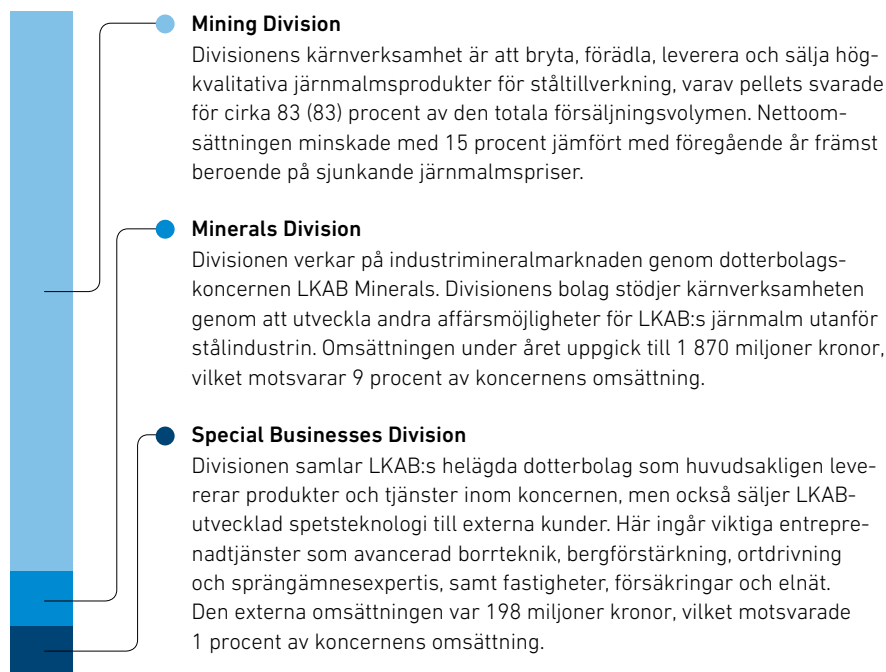 Mining Division
Divisionens kärnverksamhet är att bryta, förädla, leverera och sälja hög-
kvalitativa järnmalmsprodukter för ståltillverkning, varav pellets svarade
för cirka 83 (83) procent av den totala försäljningsvolymen. Nettoom-
sättningen minskade med 15 procent jämfört med föregående år främst
beroende på sjunkande järnmalmspriser.
Minerals Division
Divisionen verkar på industrimineralmarknaden genom dotterbolags-
koncernen LKAB Minerals. Divisionens bolag stödjer kärnverksamheten
genom att utveckla andra affärsmöjligheter för LKAB:s järnmalm utanför
stålindustrin. Omsättningen under året uppgick till 1 870 miljoner kronor,
vilket motsvarar 9 procent av koncernens omsättning.
Special Businesses Division
Divisionen samlar LKAB:s helägda dotterbolag som huvudsakligen leve-
rerar produkter och tjänster inom koncernen, men också säljer LKAB-
utvecklad spetsteknologi till externa kunder. Här ingår viktiga entrepre-
nadtjänster som avancerad borrteknik, bergförstärkning, ortdrivning
och sprängämnesexpertis, samt fastigheter, försäkringar och elnät.
Den externa omsättningen var 198 miljoner kronor, vilket motsvarade
1 procent av koncernens omsättning.